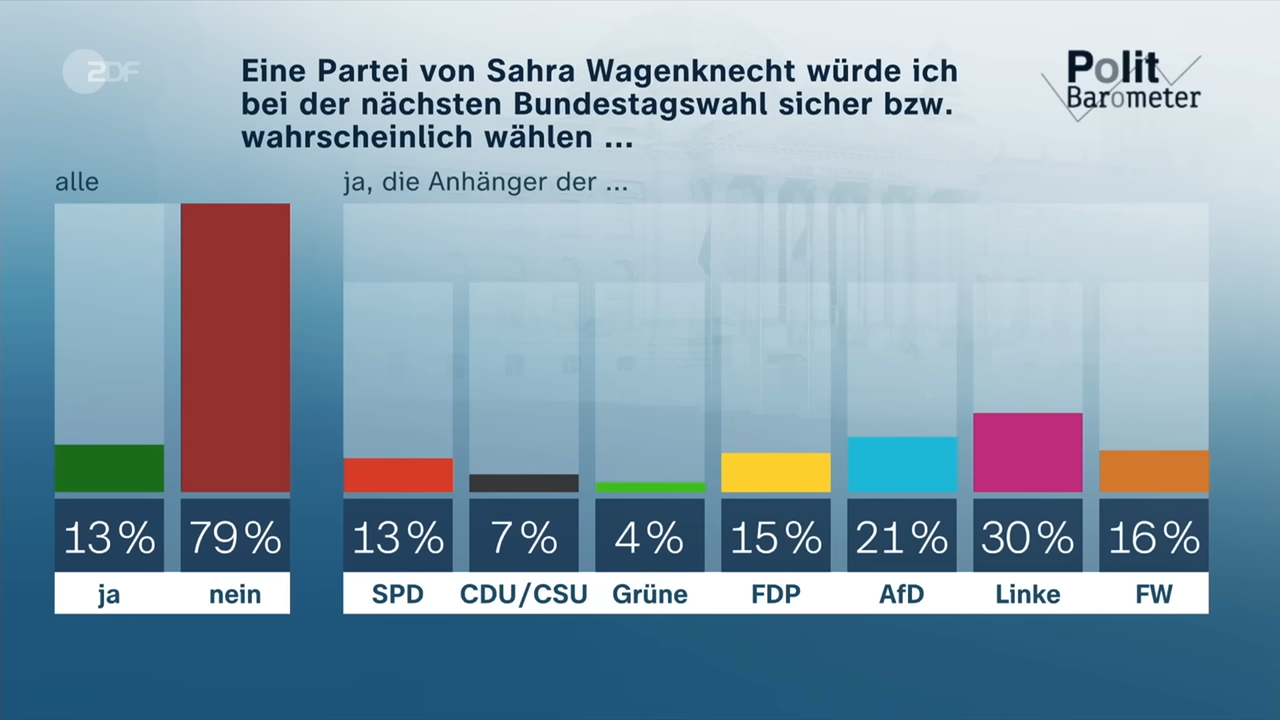 ZDF
Eine Partei von Sahra Wagenknecht würde ich
bei der nächsten Bundestagswahl sicher bzw.
wahrscheinlich wählen ...
Polit
Barometer
alle
ja, die Anhänger der ...
13 % 79 % 13 % 7 % 4 % 15 % 21 % 30 % 16 %
ja nein SPD CDU/CSU Grüne FDP AfD Linke FW